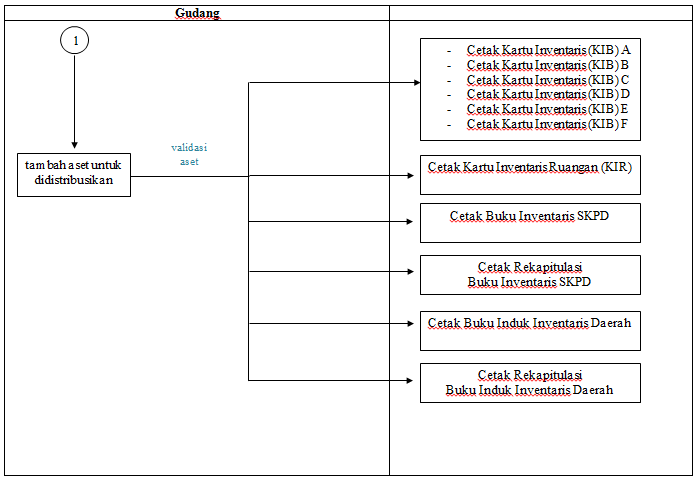 Gudang
1
tambah aset untuk
didistribusikan
validasi
aset
- Cetak Kartu Inventaris (KIB) A
- Cetak Kartu Inventaris (KIB) B
- Cetak Kartu Inventaris (KIB) C
- Cetak Kartu Inventaris (KIB) D
- Cetak Kartu Inventaris (KIB) E
- Cetak Kartu Inventaris (KIB) F
Cetak Kartu Inventaris Ruangan (KIR)
Cetak Buku Inventaris SKPD
Cetak Rekapitulasi
Buku Inventaris SKPD
Cetak Buku Induk Inventaris Daerah
Cetak Rekapitulasi
Buku Induk Inventaris Daerah